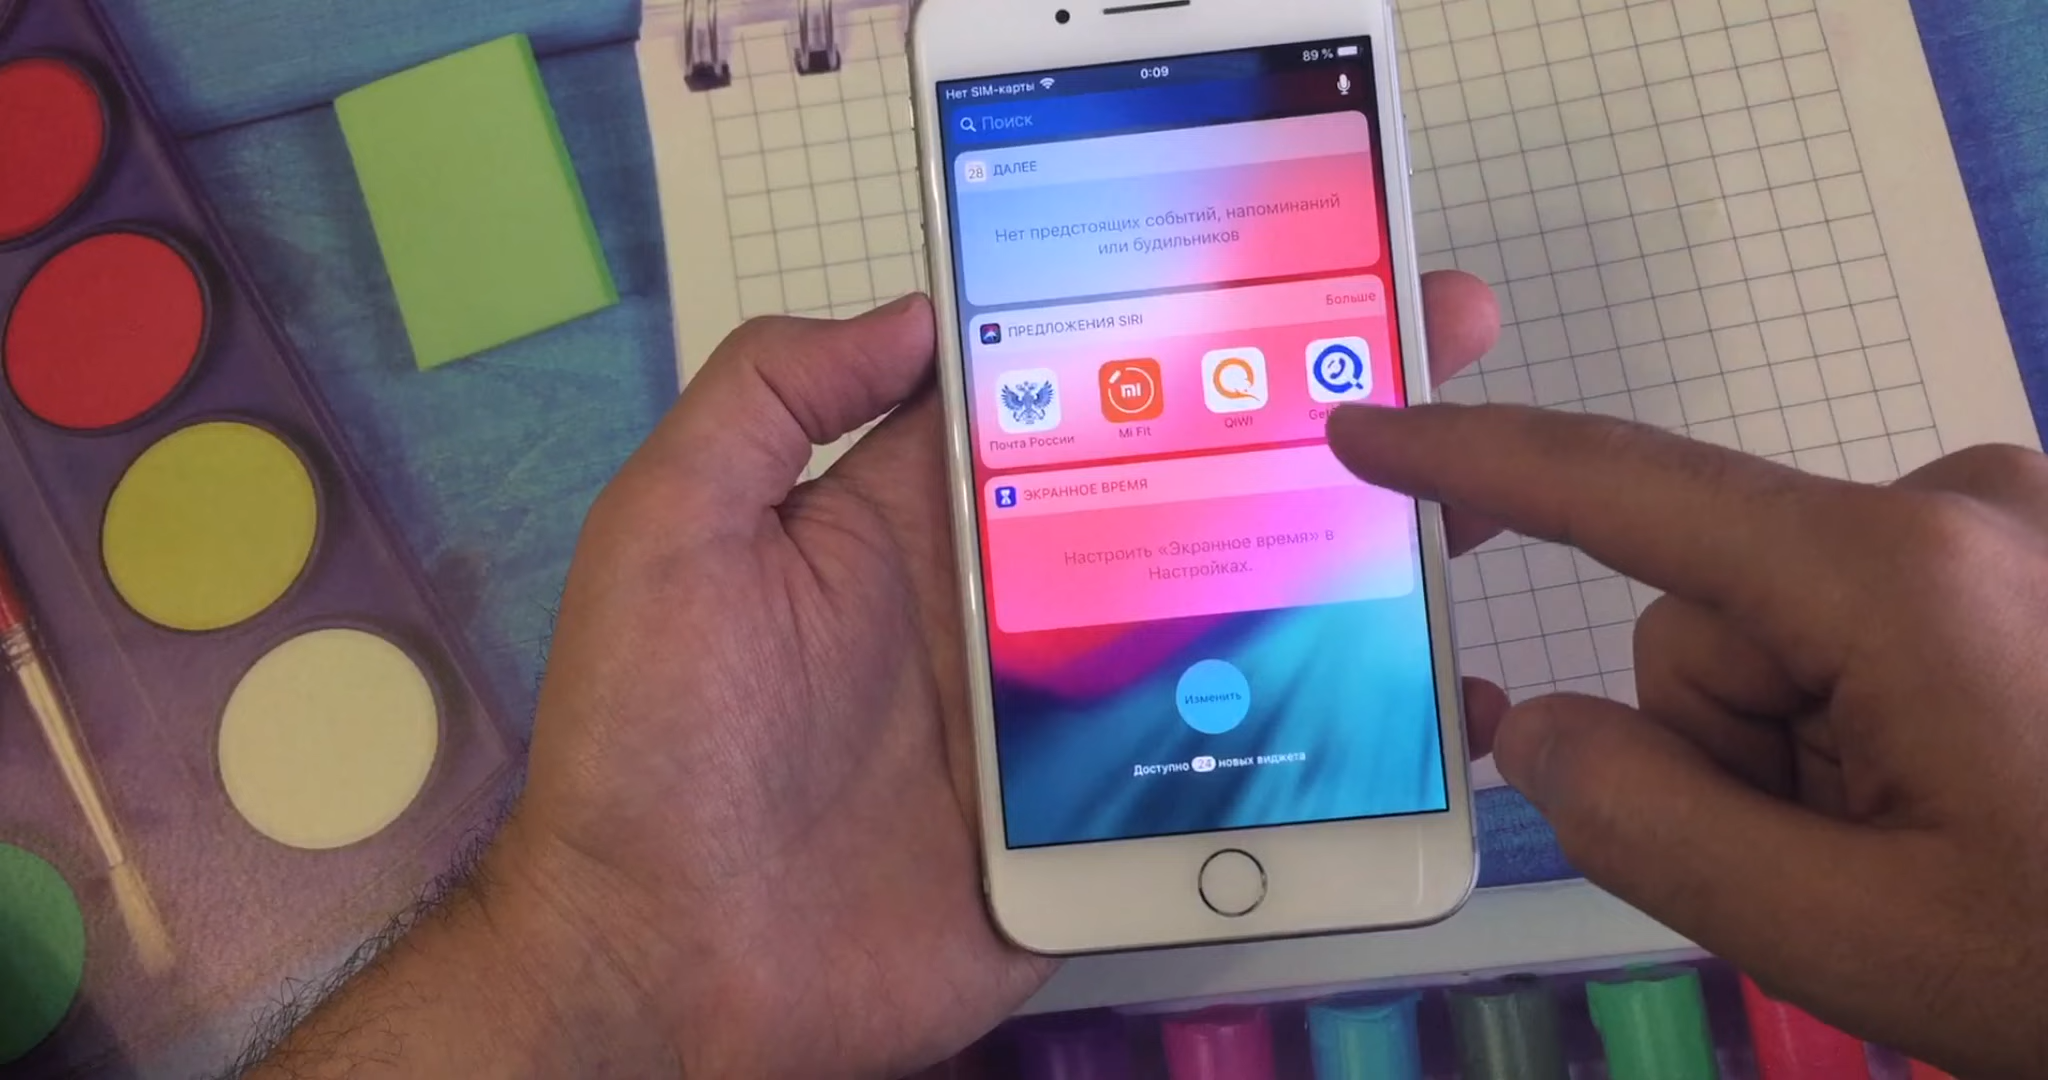 Нет SIM-карты
0:09
89 %
Поиск
28 ДАЛЕЕ
Нет предстоящих событий, напоминаний
или будильников
ПРЕДЛОЖЕНИЯ SIRI
Больше
mi
Почта России
Mi Fit
QIWI
ЭКРАННОЕ ВРЕМЯ
Настроить «Экранное время» в
Настройках.
Изменить
Доступно 24 новых виджета